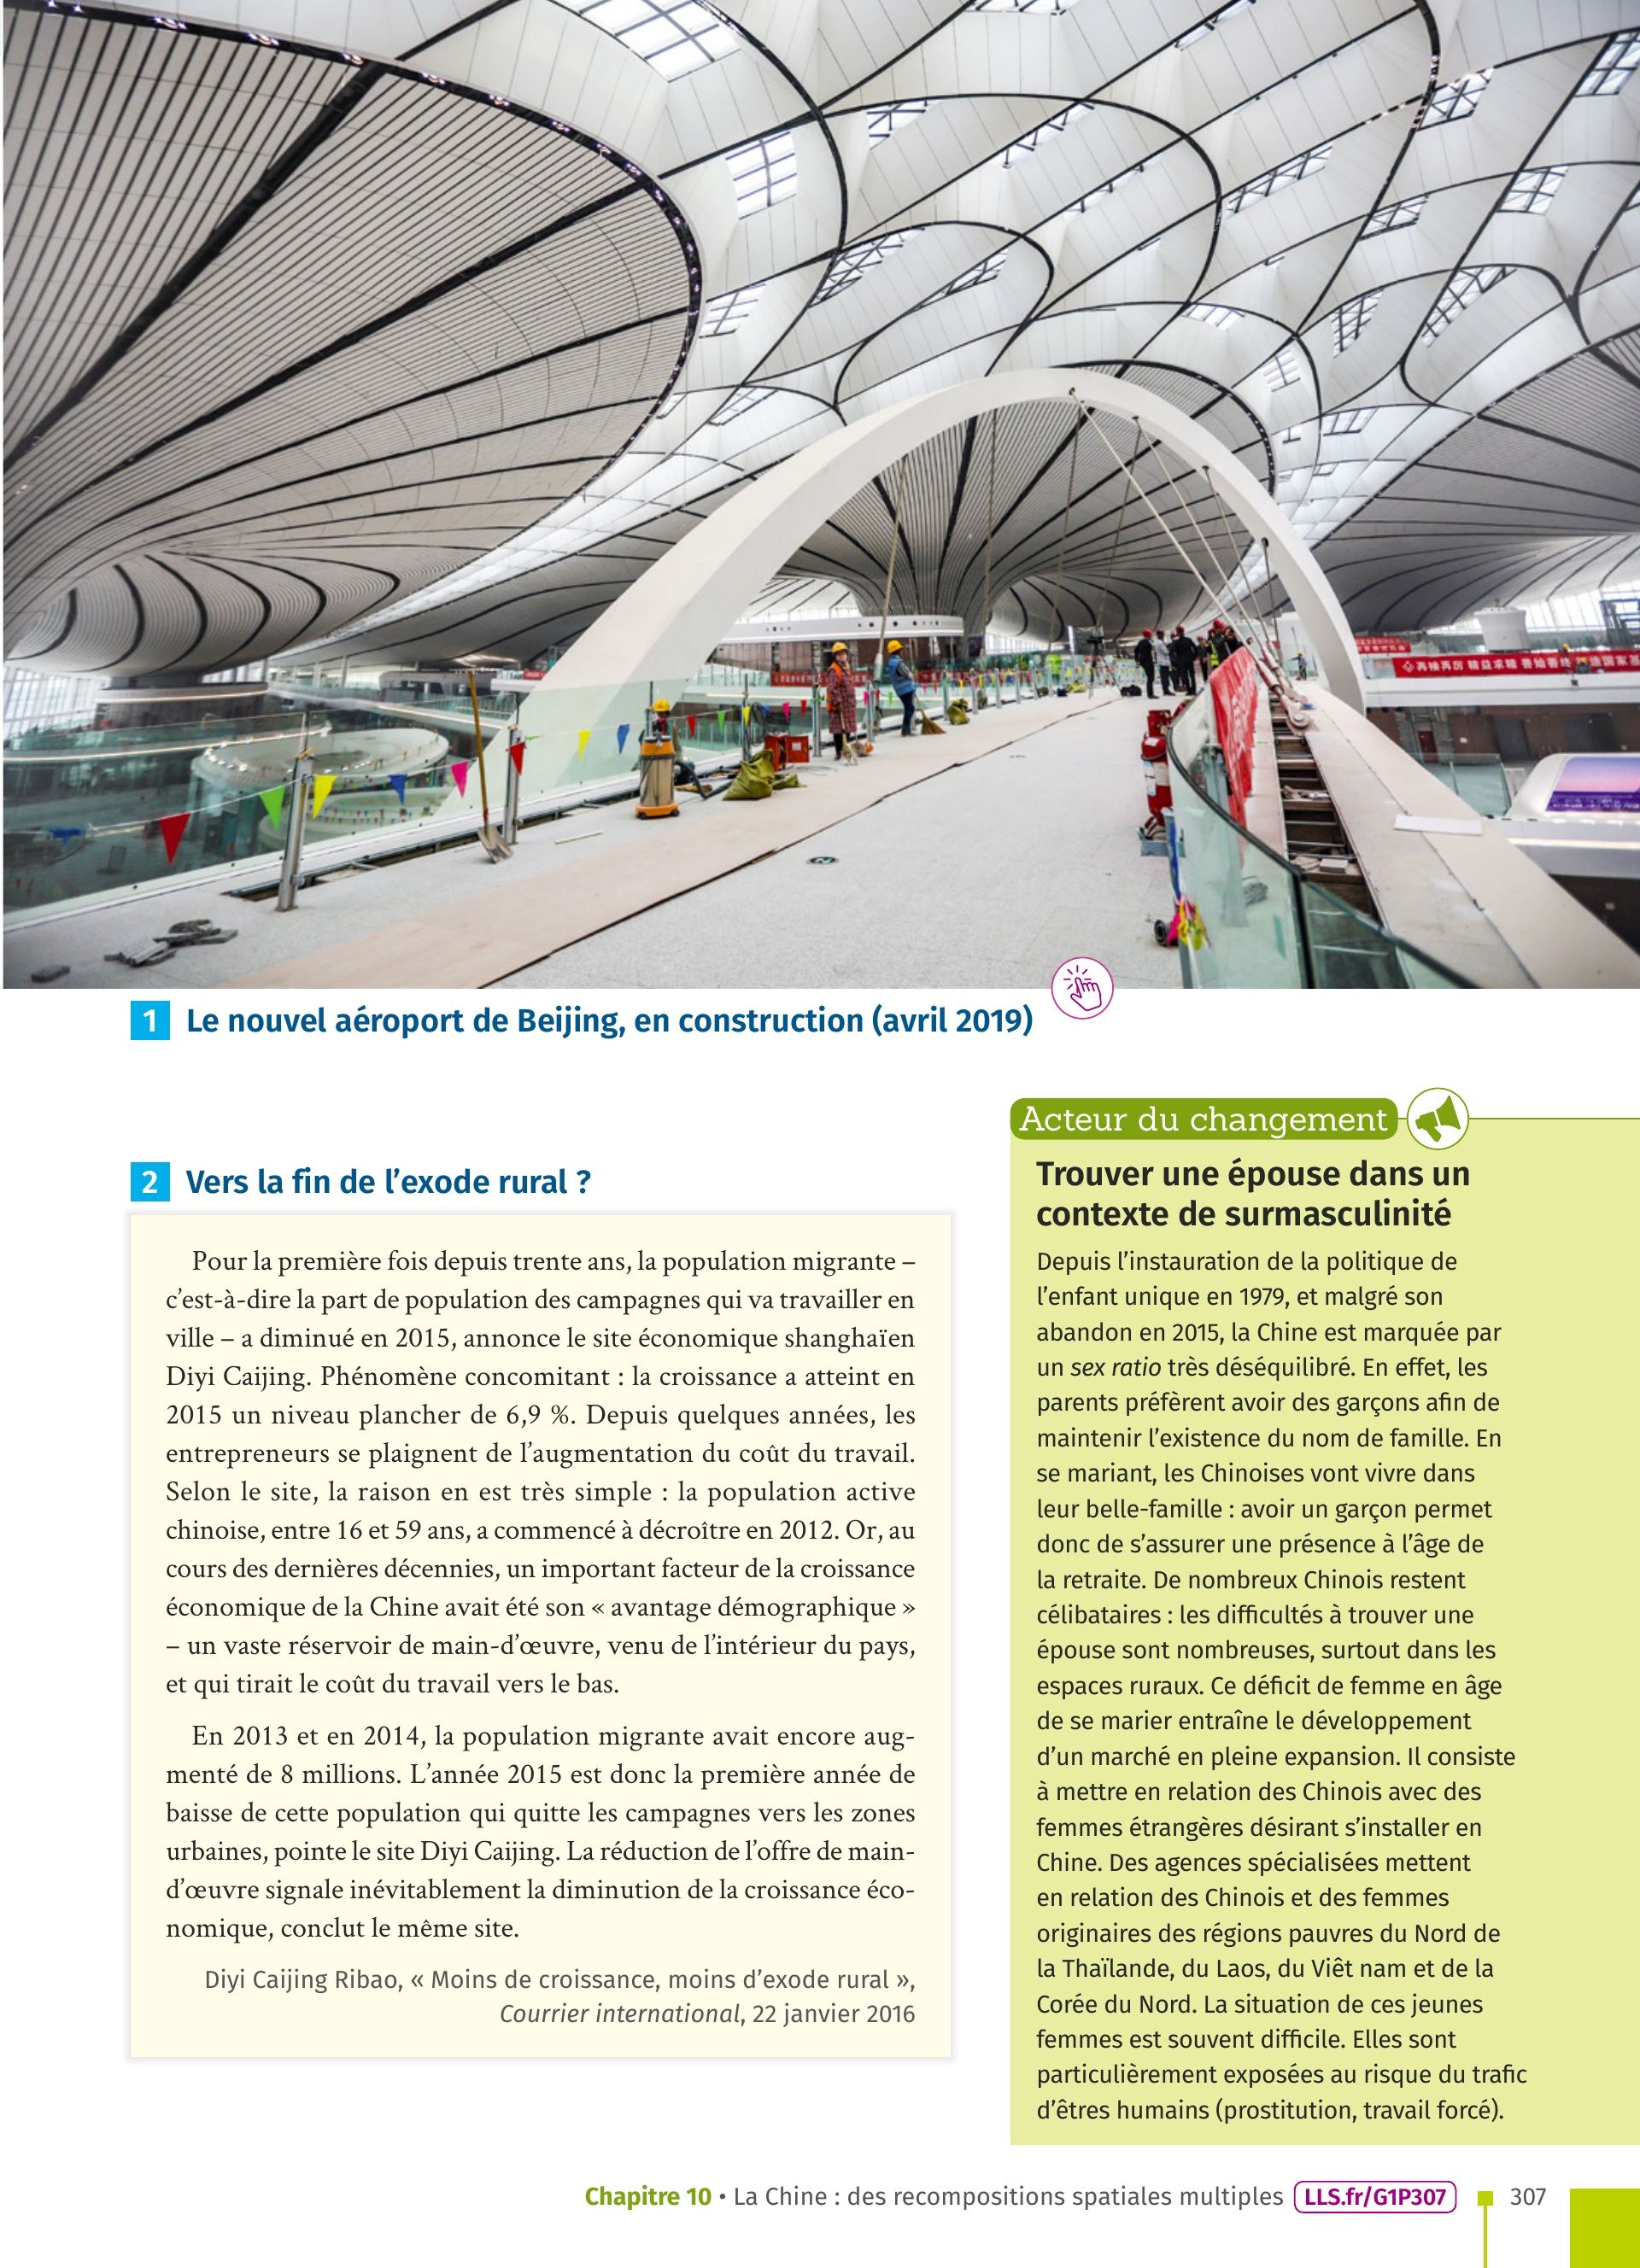 再接再厉 精益求精 善始善终
1 Le nouvel aéroport de Beijing, en construction (avril 2019)
2 Vers la fin de l’exode rural ?
Pour la première fois depuis trente ans, la population migrante –
c’est-à-dire la part de population des campagnes qui va travailler en
ville – a diminué en 2015, annonce le site économique shanghaïen
Diyi Caijing. Phénomène concomitant : la croissance a atteint en
2015 un niveau plancher de 6,9 %. Depuis quelques années, les
entrepreneurs se plaignent de l’augmentation du coût du travail.
Selon le site, la raison en est très simple : la population active
chinoise, entre 16 et 59 ans, a commencé à décroître en 2012. Or, au
cours des dernières décennies, un important facteur de la croissance
économique de la Chine avait été son « avantage démographique »
– un vaste réservoir de main-d’œuvre, venu de l’intérieur du pays,
et qui tirait le coût du travail vers le bas.
En 2013 et en 2014, la population migrante avait encore aug-
menté de 8 millions. L’année 2015 est donc la première année de
baisse de cette population qui quitte les campagnes vers les zones
urbaines, pointe le site Diyi Caijing. La réduction de l’offre de main-
d’œuvre signale inévitablement la diminution de la croissance éco-
nomique, conclut le même site.
Diyi Caijing Ribao, « Moins de croissance, moins d’exode rural »,
Courrier international, 22 janvier 2016
Acteur du changement
Trouver une épouse dans un
contexte de surmasculinité
Depuis l’instauration de la politique de
l’enfant unique en 1979, et malgré son
abandon en 2015, la Chine est marquée par
un sex ratio très déséquilibré. En effet, les
parents préfèrent avoir des garçons afin de
maintenir l’existence du nom de famille. En
se mariant, les Chinoises vont vivre dans
leur belle-famille : avoir un garçon permet
donc de s’assurer une présence à l’âge de
la retraite. De nombreux Chinois restent
célibataires : les difficultés à trouver une
épouse sont nombreuses, surtout dans les
espaces ruraux. Ce déficit de femme en âge
de se marier entraîne le développement
d’un marché en pleine expansion. Il consiste
à mettre en relation des Chinois avec des
femmes étrangères désirant s’installer en
Chine. Des agences spécialisées mettent
en relation des Chinois et des femmes
originaires des régions pauvres du Nord de
la Thaïlande, du Laos, du Viêt nam et de la
Corée du Nord. La situation de ces jeunes
femmes est souvent difficile. Elles sont
particulièrement exposées au risque du trafic
d’êtres humains (prostitution, travail forcé).
Chapitre 10 • La Chine : des recompositions spatiales multiples LLS.fr/G1P307 307